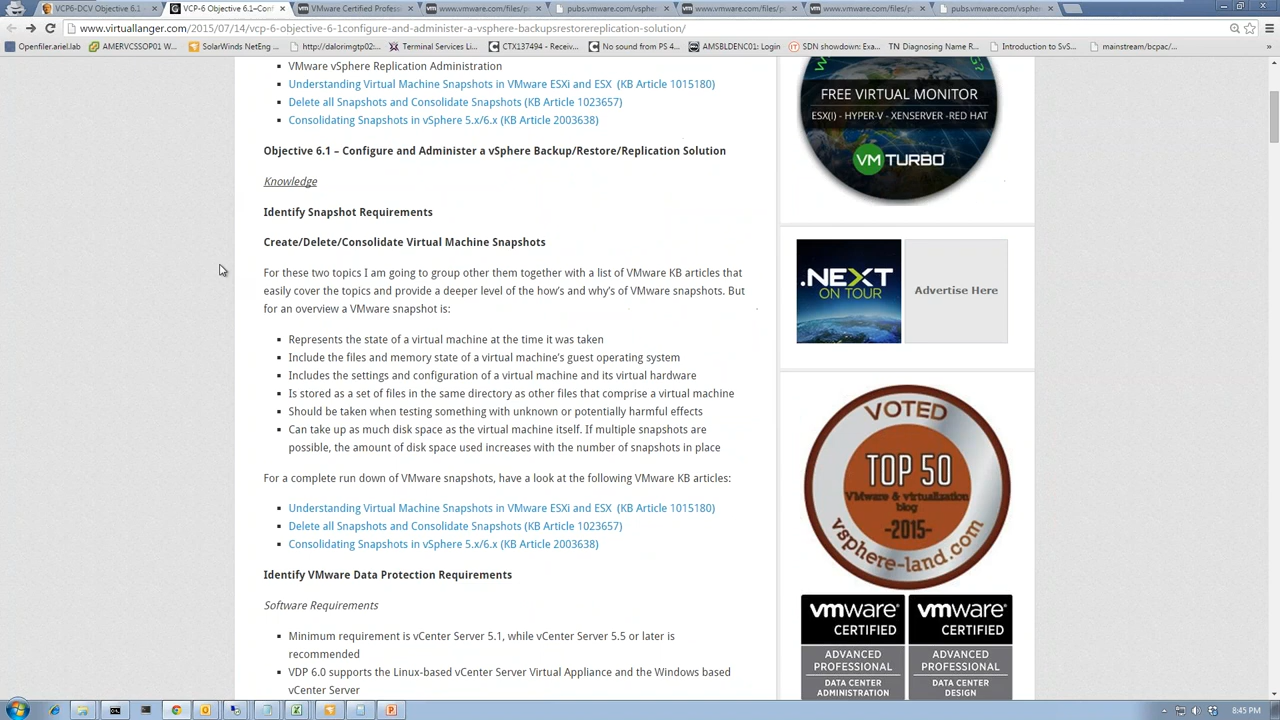 VCP6-DCV Objective 6.1 -
VCP-6 Objective 6.1–Conf
VMware Certified Professi
www.vmware.com/files/p
pubs.vmware.com/vsphe
www.vmware.com/files/p
www.vmware.com/files/p
pubs.vmware.com/vsphe
www.virtuallanger.com/2015/07/14/vcp-6-objective-6-1configure-and-administer-a-vsphere-backupsrestorereplication-solution/
Openfiler.ariel.lab
AMERVCSSOP01 W
SolarWinds NetEng
http://dalorimgtp02:
Terminal Services Li
CTX137494 - Receiv
No sound from PS 4
AMSBLDENC01: Login
SDN showdown: Exa
Diagnosing Name R
Introduction to SvS
mainstream/bcpac/
VMware vSphere Replication Administration
Understanding Virtual Machine Snapshots in VMware ESXi and ESX (KB Article 1015180)
Delete all Snapshots and Consolidate Snapshots (KB Article 1023657)
Consolidating Snapshots in vSphere 5.x/6.x (KB Article 2003638)
Objective 6.1 – Configure and Administer a vSphere Backup/Restore/Replication Solution
Knowledge
Identify Snapshot Requirements
Create/Delete/Consolidate Virtual Machine Snapshots
For these two topics I am going to group other them together with a list of VMware KB articles that
easily cover the topics and provide a deeper level of the how's and why's of VMware snapshots. But
for an overview a VMware snapshot is:
Represents the state of a virtual machine at the time it was taken
Include the files and memory state of a virtual machine's guest operating system
Includes the settings and configuration of a virtual machine and its virtual hardware
Is stored as a set of files in the same directory as other files that comprise a virtual machine
Should be taken when testing something with unknown or potentially harmful effects
Can take up as much disk space as the virtual machine itself. If multiple snapshots are
possible, the amount of disk space used increases with the number of snapshots in place
For a complete run down of VMware snapshots, have a look at the following VMware KB articles:
Understanding Virtual Machine Snapshots in VMware ESXi and ESX (KB Article 1015180)
Delete all Snapshots and Consolidate Snapshots (KB Article 1023657)
Consolidating Snapshots in vSphere 5.x/6.x (KB Article 2003638)
Identify VMware Data Protection Requirements
Software Requirements
Minimum requirement is vCenter Server 5.1, while vCenter Server 5.5 or later is
recommended
VDP 6.0 supports the Linux-based vCenter Server Virtual Appliance and the Windows based
vCenter Server
FREE VIRTUAL MONITOR
ESX(I) - HYPER-V - XENSERVER -RED HAT
VMTURBO
.NEXT
ON TOUR
Advertise Here
VOTED
TOP 50
VMware & virtualization
blog
-2015-
vsphere-land.com
vmware
CERTIFIED
ADVANCED
PROFESSIONAL
DATA CENTER
ADMINISTRATION
vmware
CERTIFIED
ADVANCED
PROFESSIONAL
DATA CENTER
DESIGN
8:45 PM